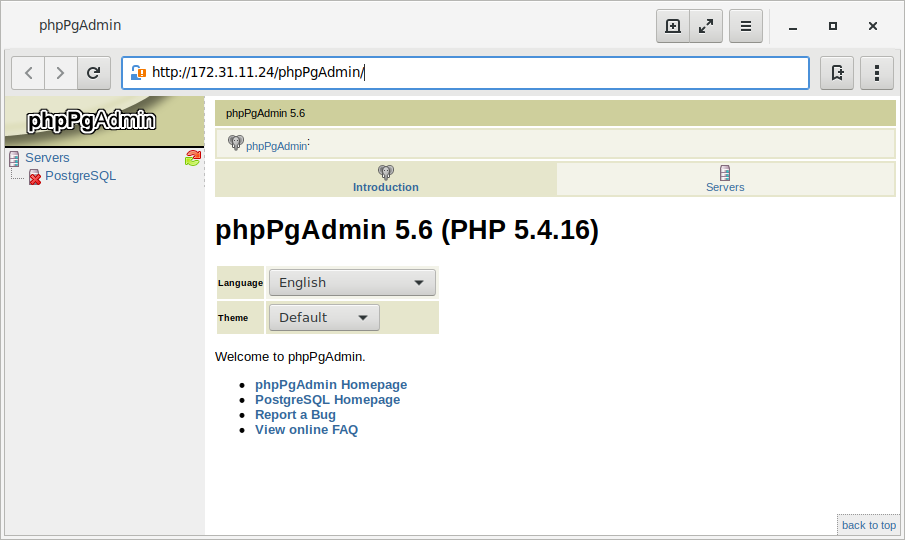 phpPgAdmin
http://172.31.11.24/phpPgAdmin/
phpPgAdmin
Servers
PostgreSQL
phpPgAdmin 5.6
phpPgAdmin:
Introduction
Servers
phpPgAdmin 5.6 (PHP 5.4.16)
Language English
Theme Default
Welcome to phpPgAdmin.
phpPgAdmin Homepage
PostgreSQL Homepage
Report a Bug
View online FAQ
back to top